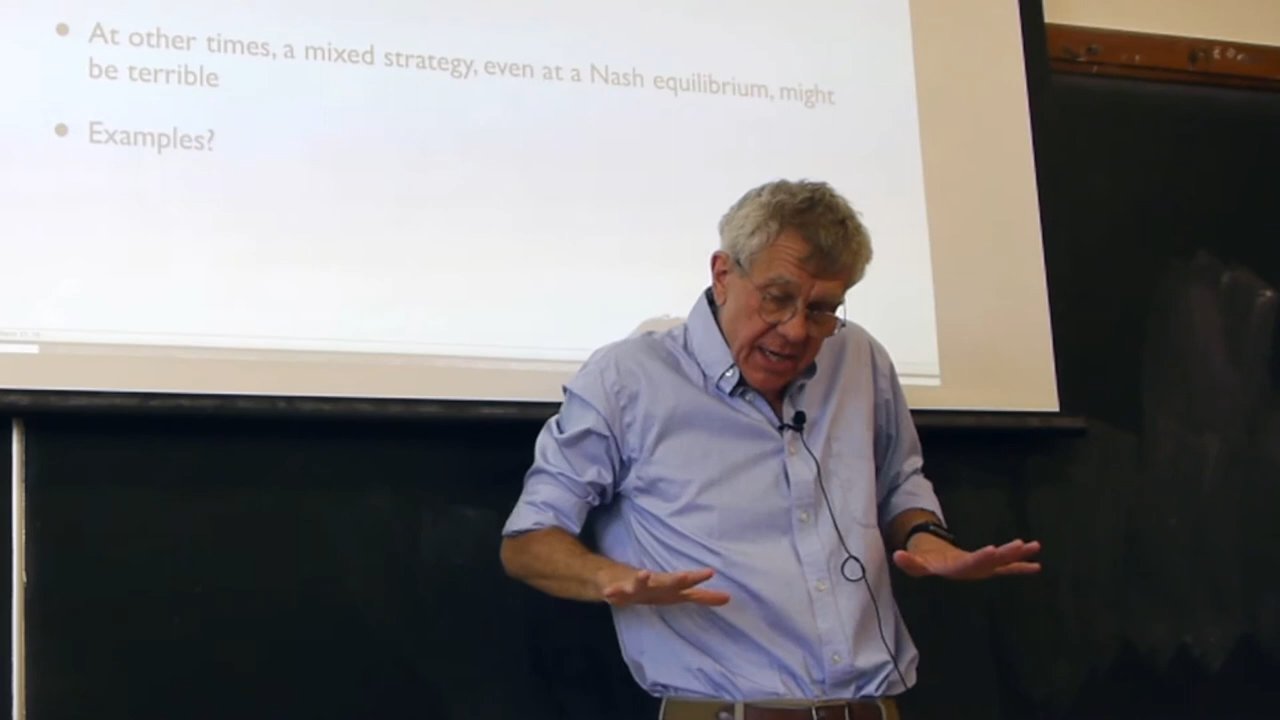 At other times, a mixed strategy, even at a Nash equilibrium, might
be terrible
Examples?